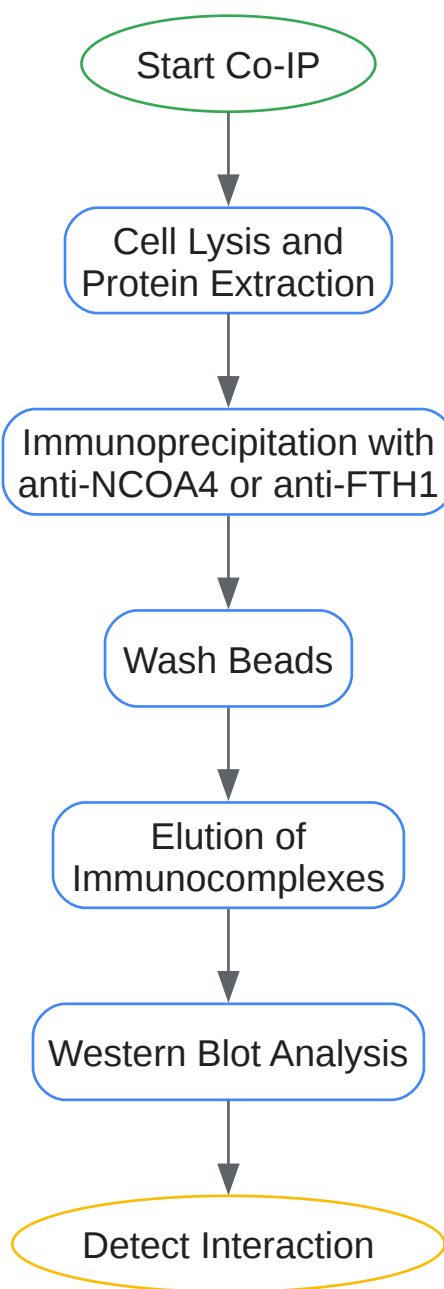 Start Co-IP
Cell Lysis and
Protein Extraction
Immunoprecipitation with
anti-NCOA4 or anti-FTH1
Wash Beads
Elution of
Immunocomplexes
Western Blot Analysis
Detect Interaction